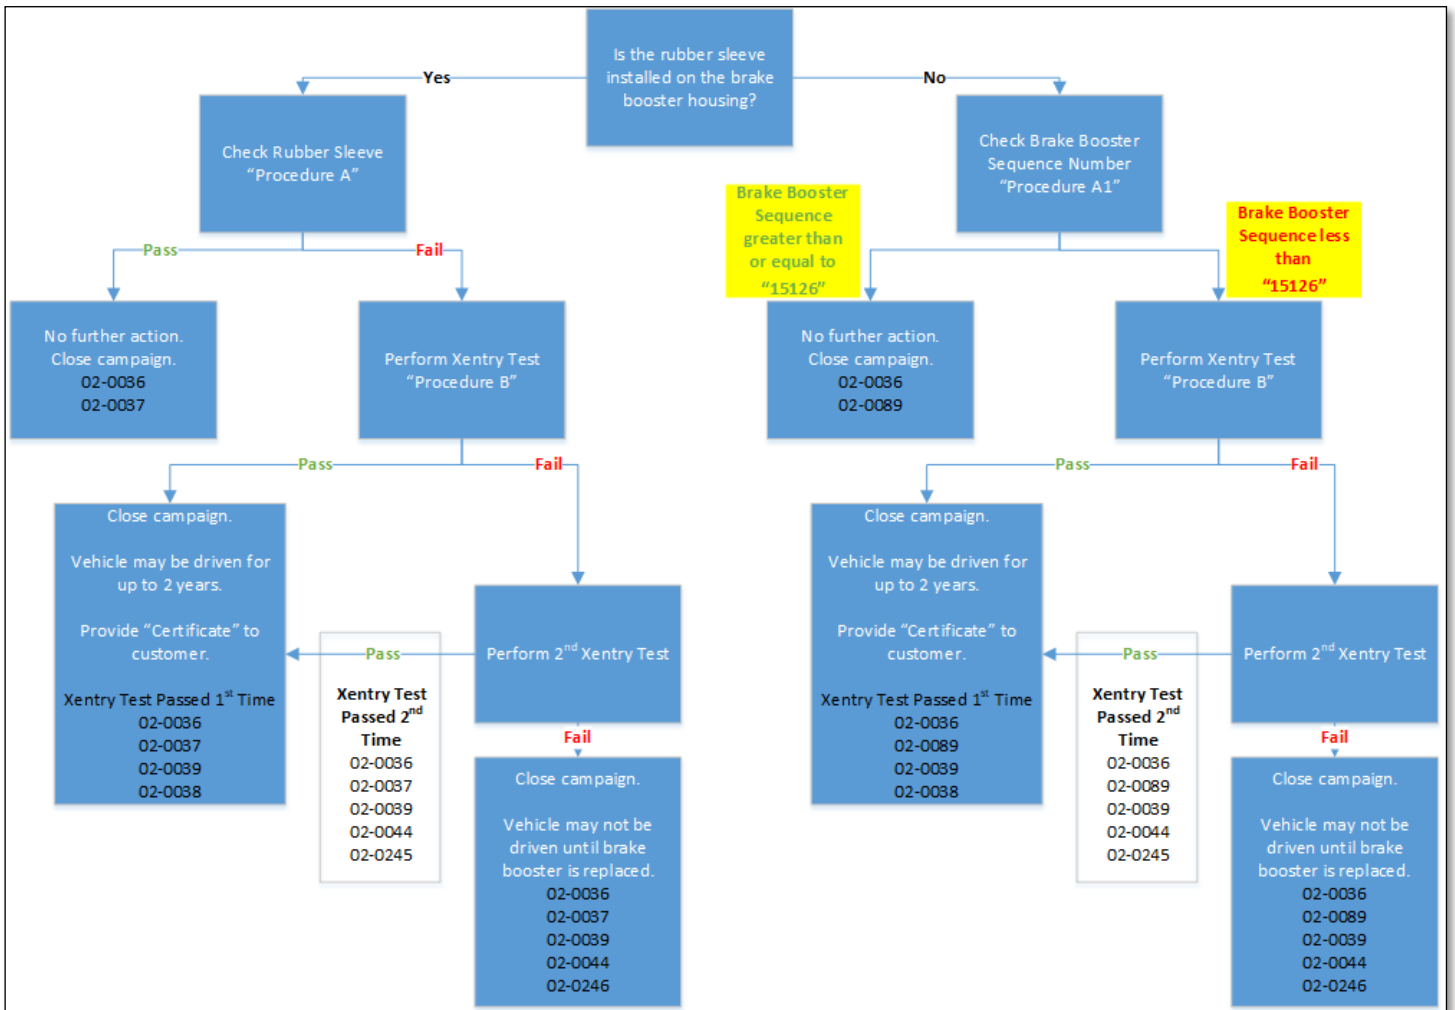 Is the rubber sleeve
installed on the brake
booster housing?
Yes
No
Check Rubber Sleeve
“Procedure A”
Check Brake Booster
Sequence Number
“Procedure A1”
Brake Booster
Sequence
greater than
or equal to
“15126”
Brake Booster
Sequence less
than
“15126”
Pass
Fail
No further action.
Close campaign.
02-0036
02-0037
Perform Xentry Test
“Procedure B”
No further action.
Close campaign.
02-0036
02-0089
Perform Xentry Test
“Procedure B”
Pass
Fail
Pass
Fail
Close campaign.
Vehicle may be driven for
up to 2 years.
Provide “Certificate” to
customer.
Xentry Test Passed 1st Time
02-0036
02-0037
02-0039
02-0038
Pass
Xentry Test
Passed 2nd
Time
02-0036
02-0037
02-0039
02-0044
02-0245
Perform 2nd Xentry Test
Fail
Close campaign.
Vehicle may not be
driven until brake
booster is replaced.
02-0036
02-0037
02-0039
02-0044
02-0246
Close campaign.
Vehicle may be driven for
up to 2 years.
Provide “Certificate” to
customer.
Xentry Test Passed 1st Time
02-0036
02-0089
02-0039
02-0038
Pass
Xentry Test
Passed 2nd
Time
02-0036
02-0089
02-0039
02-0044
02-0245
Perform 2nd Xentry Test
Fail
Close campaign.
Vehicle may not be
driven until brake
booster is replaced.
02-0036
02-0089
02-0039
02-0044
02-0246